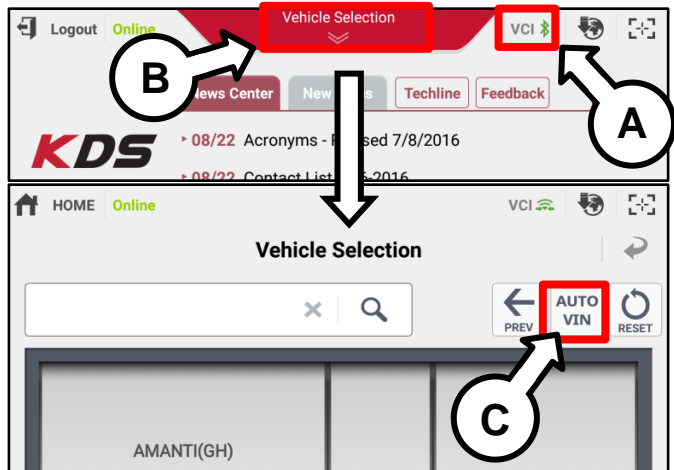 Logout Online
Vehicle Selection
VCI
B
A
News Center
New
Techline
Feedback
KDS
08/22 Acronyms - sed 7/8/2016
08/22 Contact List -2016
HOME Online
VCI
Vehicle Selection
PREV
AUTO
VIN
RESET
C
AMANTI(GH)